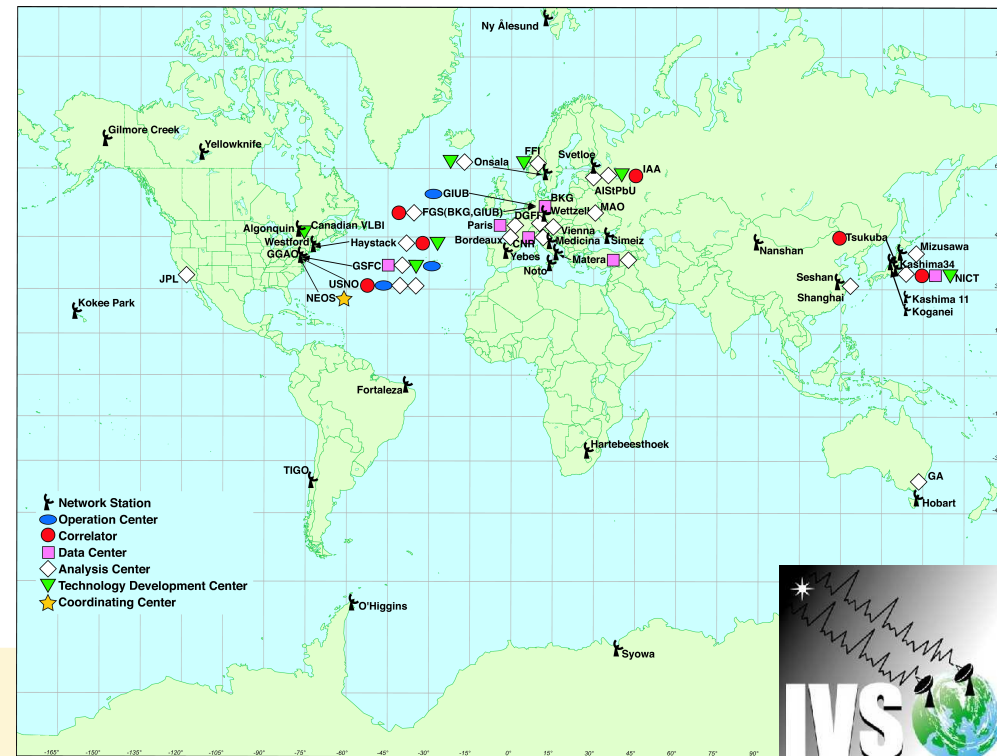 Ny Ålesund
Gilmore Creek
Yellowknife
FFI
Onsala
Svetloe
IAA
AIStPbU
GIUB
BKG
FGS(BKG,GIUB)
Wettzell
MAO
DGFI
Algonquin
Canadian VLBI
Paris
Vienna
Westford
Haystack
Bordeaux
CNR
Medicina
Simeiz
Tsukuba
Nanshan
Mizusawa
GGAO
GSFC
Yebes
Noto
Matera
Kashima34
JPL
USNO
Seshan
NICT
Shanghai
NEOS
Kokee Park
Kashima 11
Koganei
Fortaleza
Hartebeesthoek
TIGO
GA
Hobart
Network Station
Operation Center
Correlator
Data Center
Analysis Center
Technology Development Center
Coordinating Center
O'Higgins
Syowa
IVS
-165° -150° -135° -120° -105° -90° -75° -60° -45° -30° -15° 0° 15° 30° 45° 60° 75° 90° 105° 120°